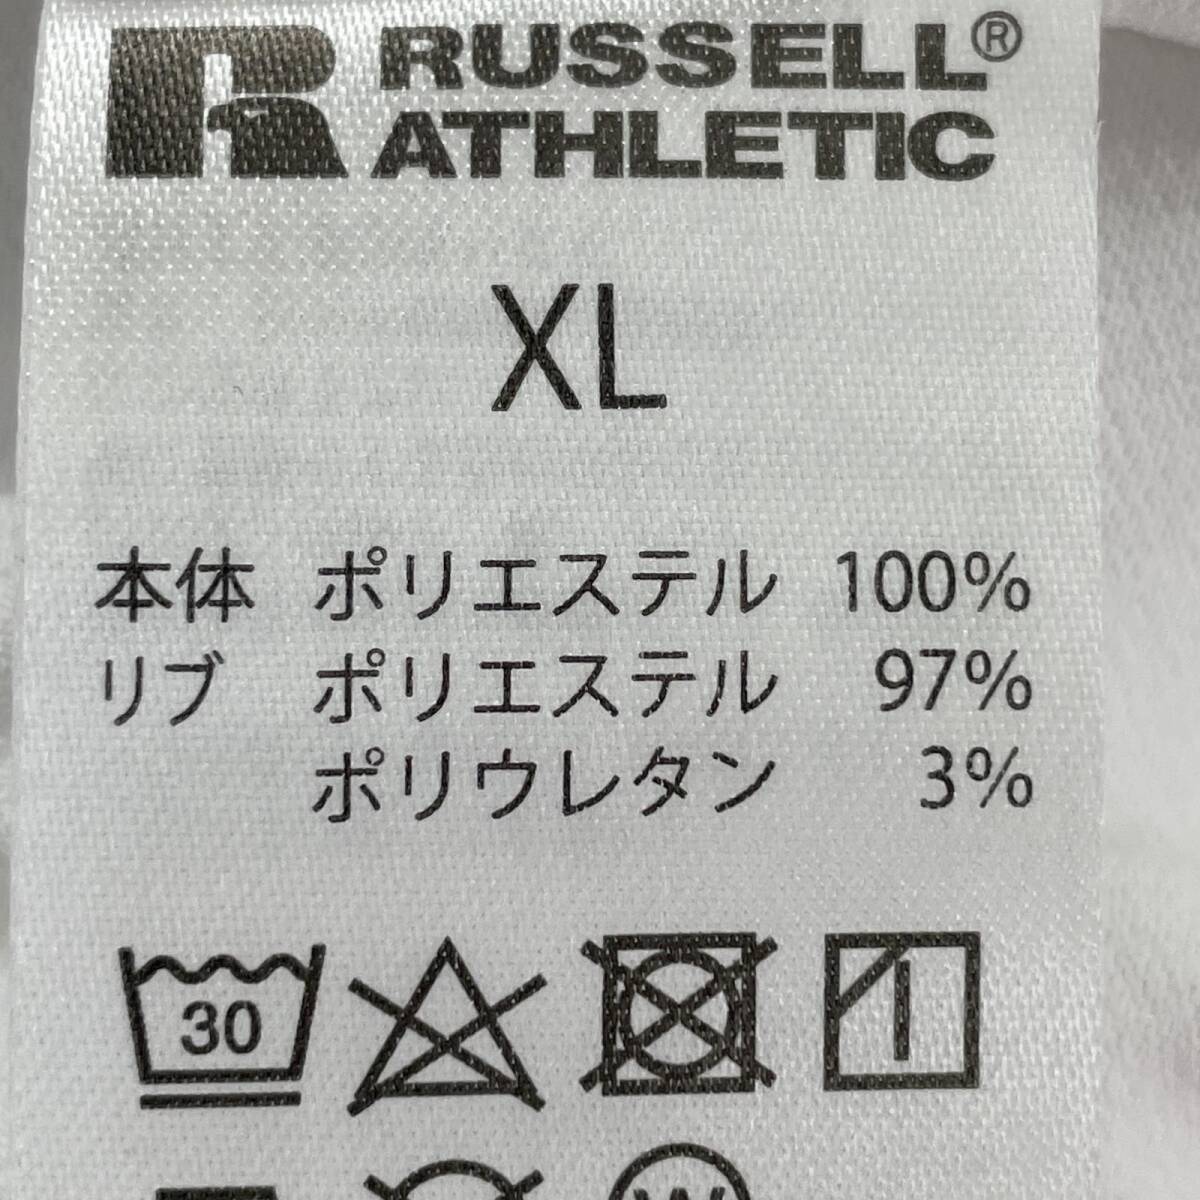 RUSSELL®
ATHLETIC
XL
本体 ポリエステル 100%
リブ ポリエステル 97%
ポリウレタン 3%
30
W